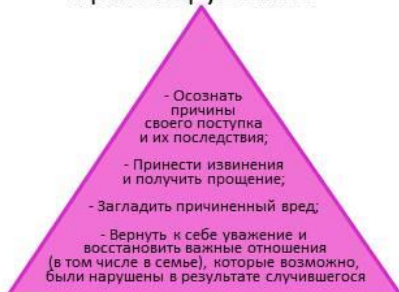 - Осознать
причины
своего поступка
и их последствия;
- Принести извинения
и получить прощение;
- Загладить причиненный вред;
- Вернуть к себе уважение и
восстановить важные отношения
(в том числе в семье), которые возможно,
были нарушены в результате случившегося